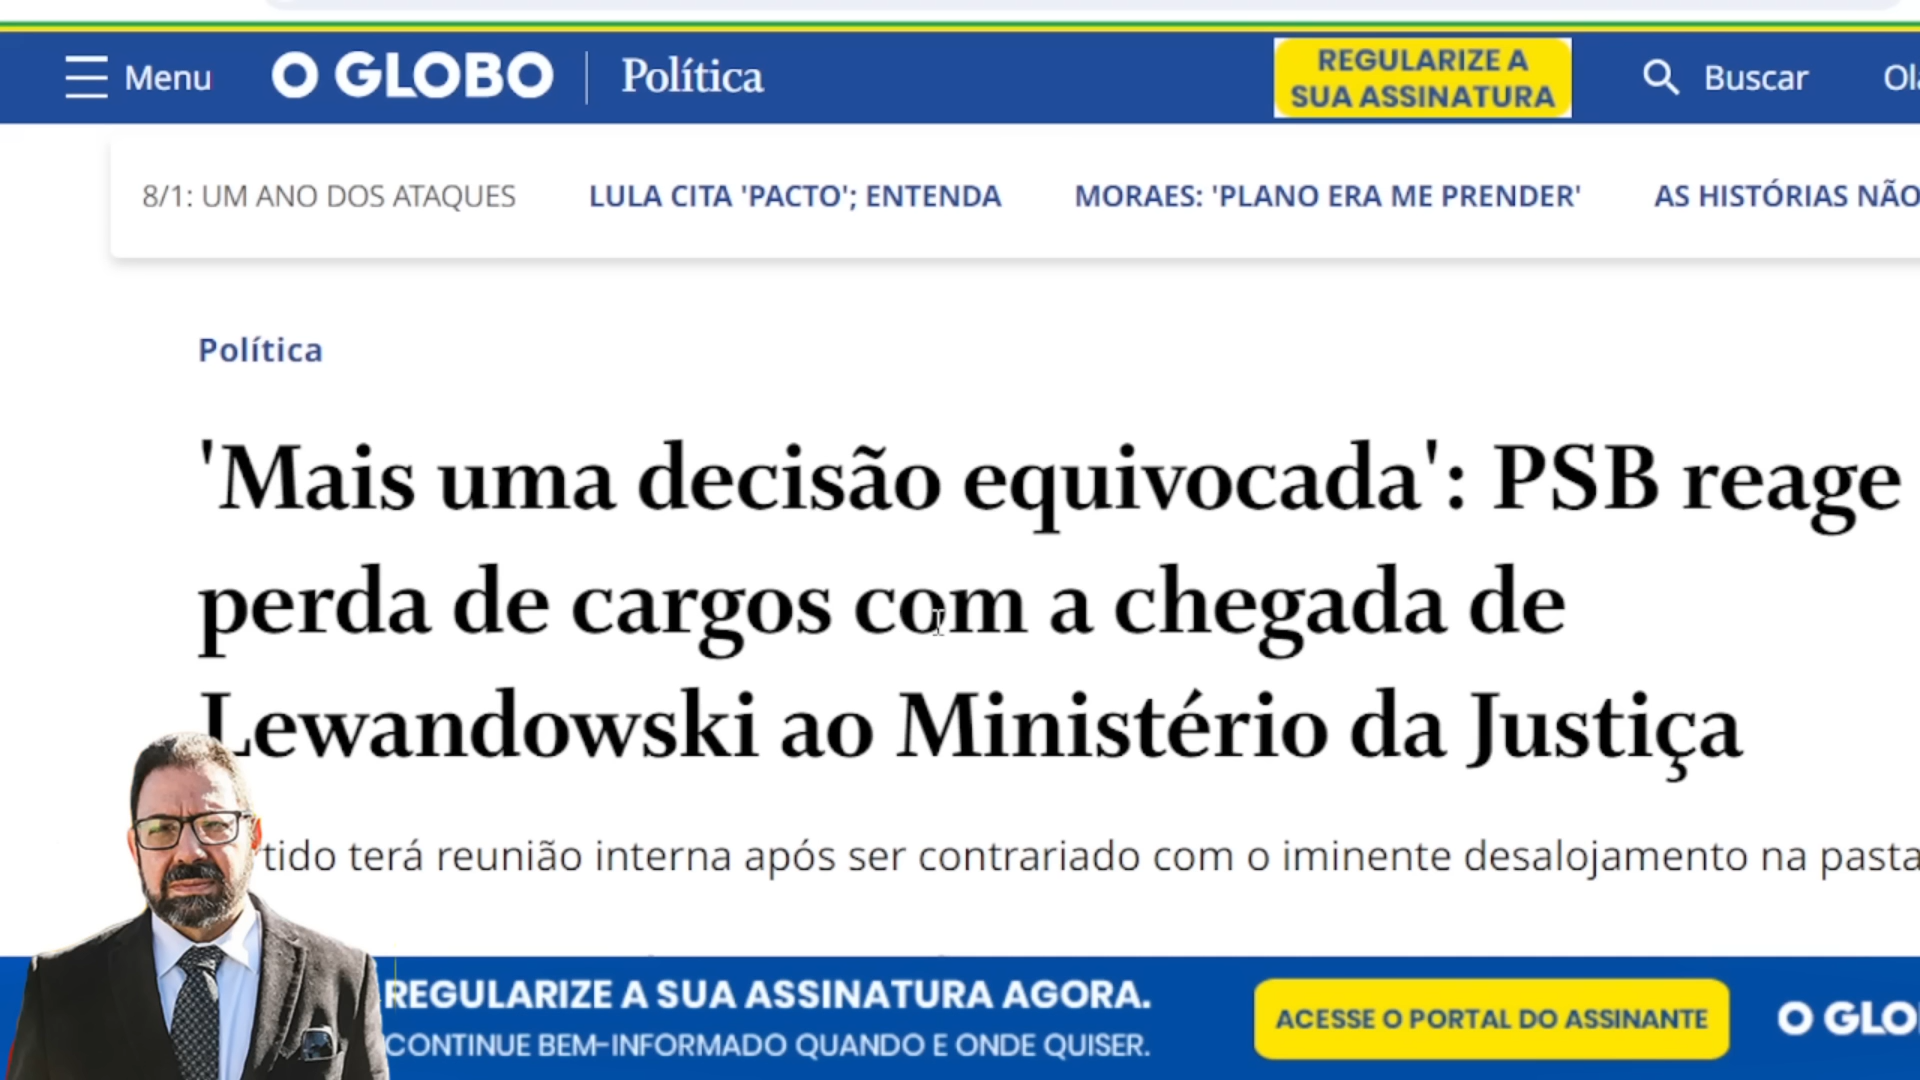 Menu O GLOBO Política REGULARIZE A SUA ASSINATURA Buscar
8/1: UM ANO DOS ATAQUES LULA CITA 'PACTO'; ENTENDA MORAES: 'PLANO ERA ME PRENDER' AS HISTÓRIAS NÃO
Política
'Mais uma decisão equivocada': PSB reage
perda de cargos com a chegada de
Lewandowski ao Ministério da Justiça
tido terá reunião interna após ser contrariado com o iminente desalojamento na pasta
REGULARIZE A SUA ASSINATURA AGORA.
CONTINUE BEM-INFORMADO QUANDO E ONDE QUISER.
ACESSE O PORTAL DO ASSINANTE
O GLO